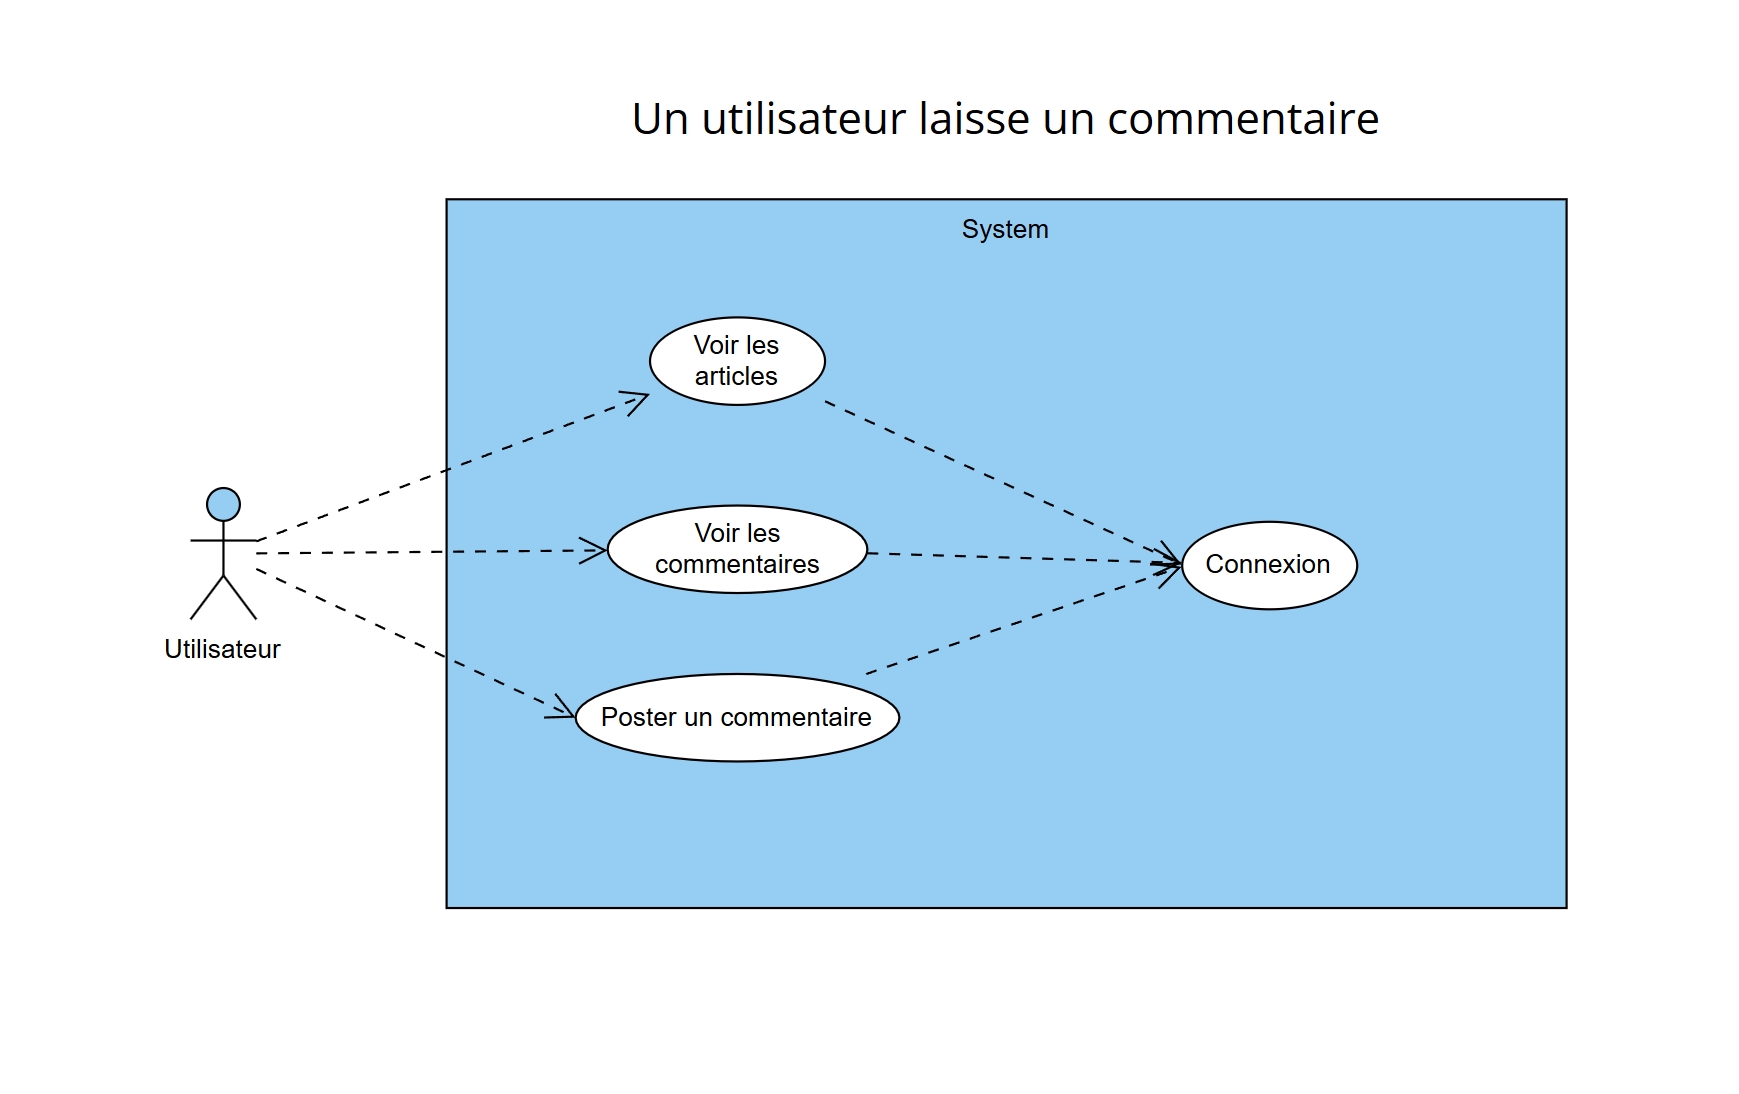 Un utilisateur laisse un commentaire
System
Voir les
articles
Voir les
commentaires
Connexion
Utilisateur
Poster un commentaire